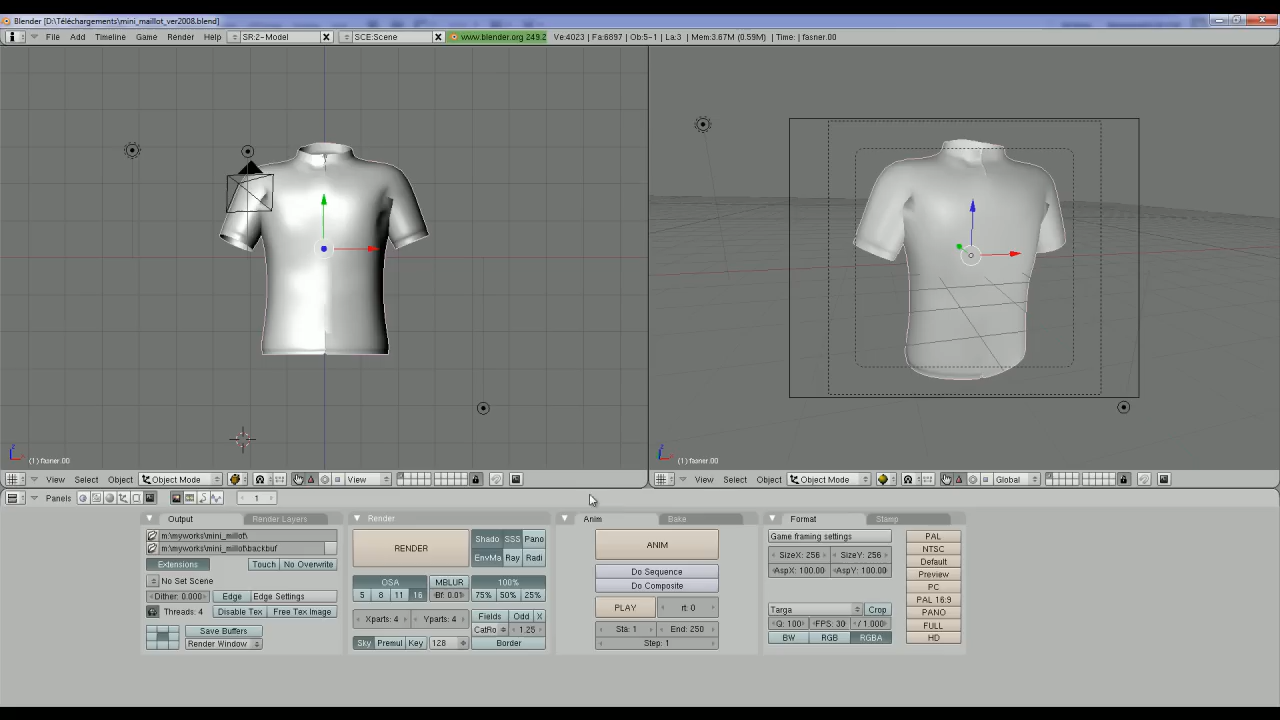 Blender [D:\Téléchargements\mini_maillot_ver2008.blend]
File Add Timeline Game Render Help SR:2-Model X SCE:Scene X www.blender.org 249.2 Ve:4023 | Fa:6897 | Ob:5-1 | La:3 | Mem:3.67M (0.59M) | Time: | fasner.00
(1) fasner.00
(1) fasner.00
View Select Object Object Mode View
View Select Object Object Mode Global
Panels 1
Output Render Layers
m:\myworks\mini_millot\
m:\myworks\mini_millot\backbuf
Extensions Touch No Overwrite
No Set Scene
Dither: 0.000 Edge Edge Settings
Threads: 4 Disable Tex Free Tex Image
Save Buffers
Render Window
Render
RENDER Shado SSS Pano
EnvMa Ray Radi
OSA MBLUR 100%
5 8 11 16 Bf: 0.01 75% 50% 25%
Xparts: 4 Yparts: 4 Fields Odd X
CatRo 1.25
Sky Premul Key 128 Border
Anim Bake
ANIM
Do Sequence
Do Composite
PLAY rt: 0
Sta: 1 End: 250
Step: 1
Format Stamp
Game framing settings
SizeX: 256 SizeY: 256
AspX: 100.00 AspY: 100.00
Targa Crop
Q: 100 FPS: 30 / 1.000
BW RGB RGBA
PAL
NTSC
Default
Preview
PC
PAL 16:9
PANO
FULL
HD